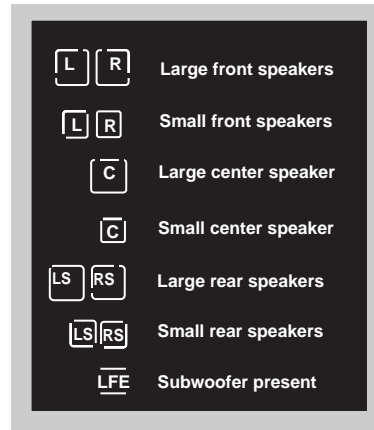 L R Large front speakers
L R Small front speakers
C Large center speaker
C Small center speaker
LS RS Large rear speakers
LS RS Small rear speakers
LFE Subwoofer present